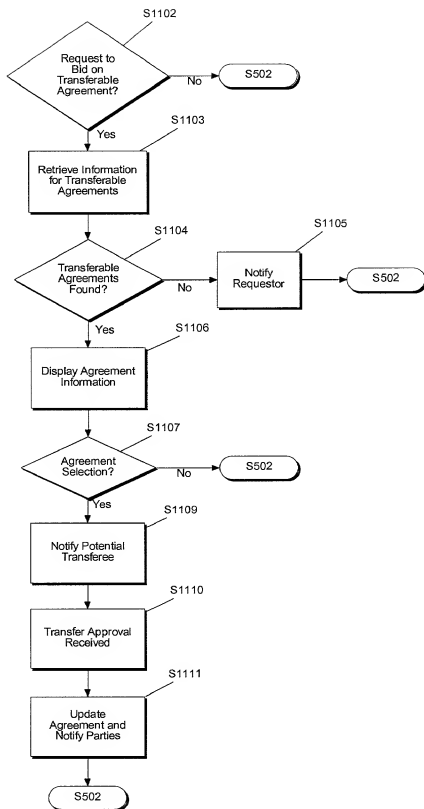 S1102
Request to
Bid on
Transferable
Agreement?
No
S502
Yes
S1103
Retrieve Information
for Transferable
Agreements
S1104
S1105
Transferable
Agreements
Found?
No
Notify
Requestor
S502
Yes
S1106
Display Agreement
Information
S1107
Agreement
Selection?
No
S502
Yes
S1109
Notify Potential
Transferee
S1110
Transfer Approval
Received
S1111
Update
Agreement and
Notify Parties
S502